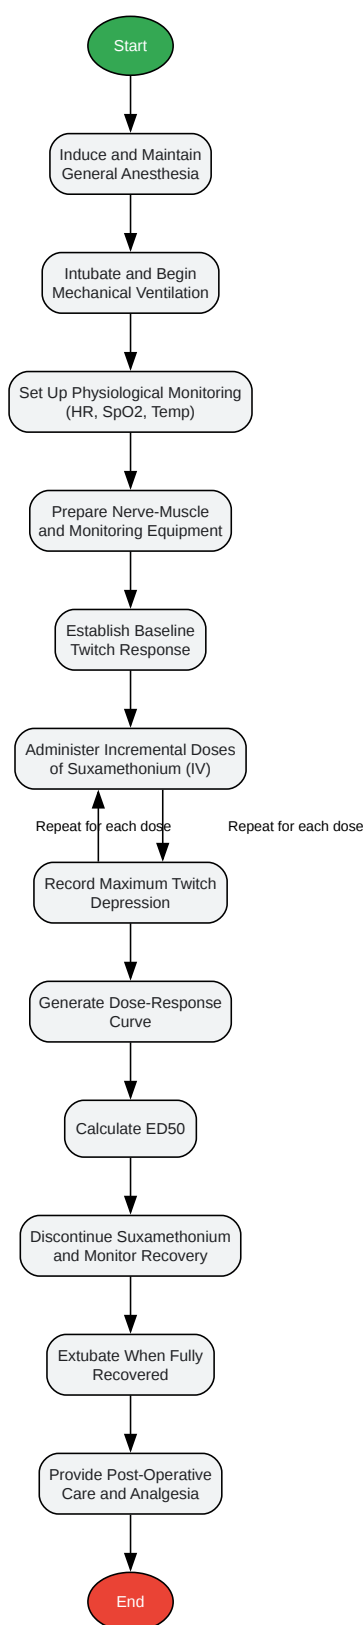 Start
Induce and Maintain
General Anesthesia
Intubate and Begin
Mechanical Ventilation
Set Up Physiological Monitoring
(HR, SpO2, Temp)
Prepare Nerve-Muscle
and Monitoring Equipment
Establish Baseline
Twitch Response
Administer Incremental Doses
of Suxamethonium (IV)
Repeat for each dose
Repeat for each dose
Record Maximum Twitch
Depression
Generate Dose-Response
Curve
Calculate ED50
Discontinue Suxamethonium
and Monitor Recovery
Extubate When Fully
Recovered
Provide Post-Operative
Care and Analgesia
End